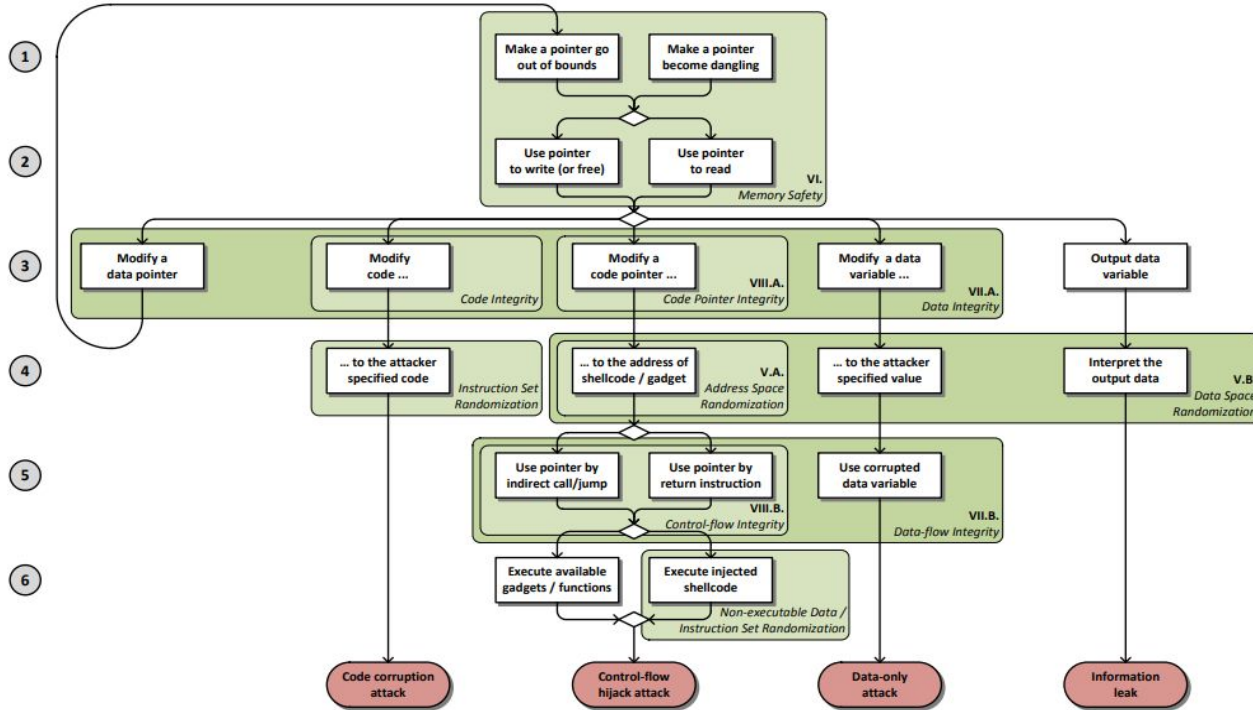 1
Make a pointer go
out of bounds
Make a pointer
become dangling
2
Use pointer
to write (or free)
Use pointer
to read
VI.
Memory Safety
3
Modify a
data pointer
Modify
code ...
Code Integrity
Modify a
code pointer ...
VIII.A.
Code Pointer Integrity
Modify a data
variable ...
VII.A.
Data Integrity
Output data
variable
4
... to the attacker
specified code
Instruction Set
Randomization
... to the address of
shellcode / gadget
V.A.
Address Space
Randomization
... to the attacker
specified value
Interpret the
output data
V.B
Data Space
Randomization
5
Use pointer by
indirect call/jump
Use pointer by
return instruction
VIII.B.
Control-flow Integrity
Use corrupted
data variable
VII.B.
Data-flow Integrity
6
Execute available
gadgets / functions
Execute injected
shellcode
Non-executable Data /
Instruction Set Randomization
Code corruption
attack
Control-flow
hijack attack
Data-only
attack
Information
leak